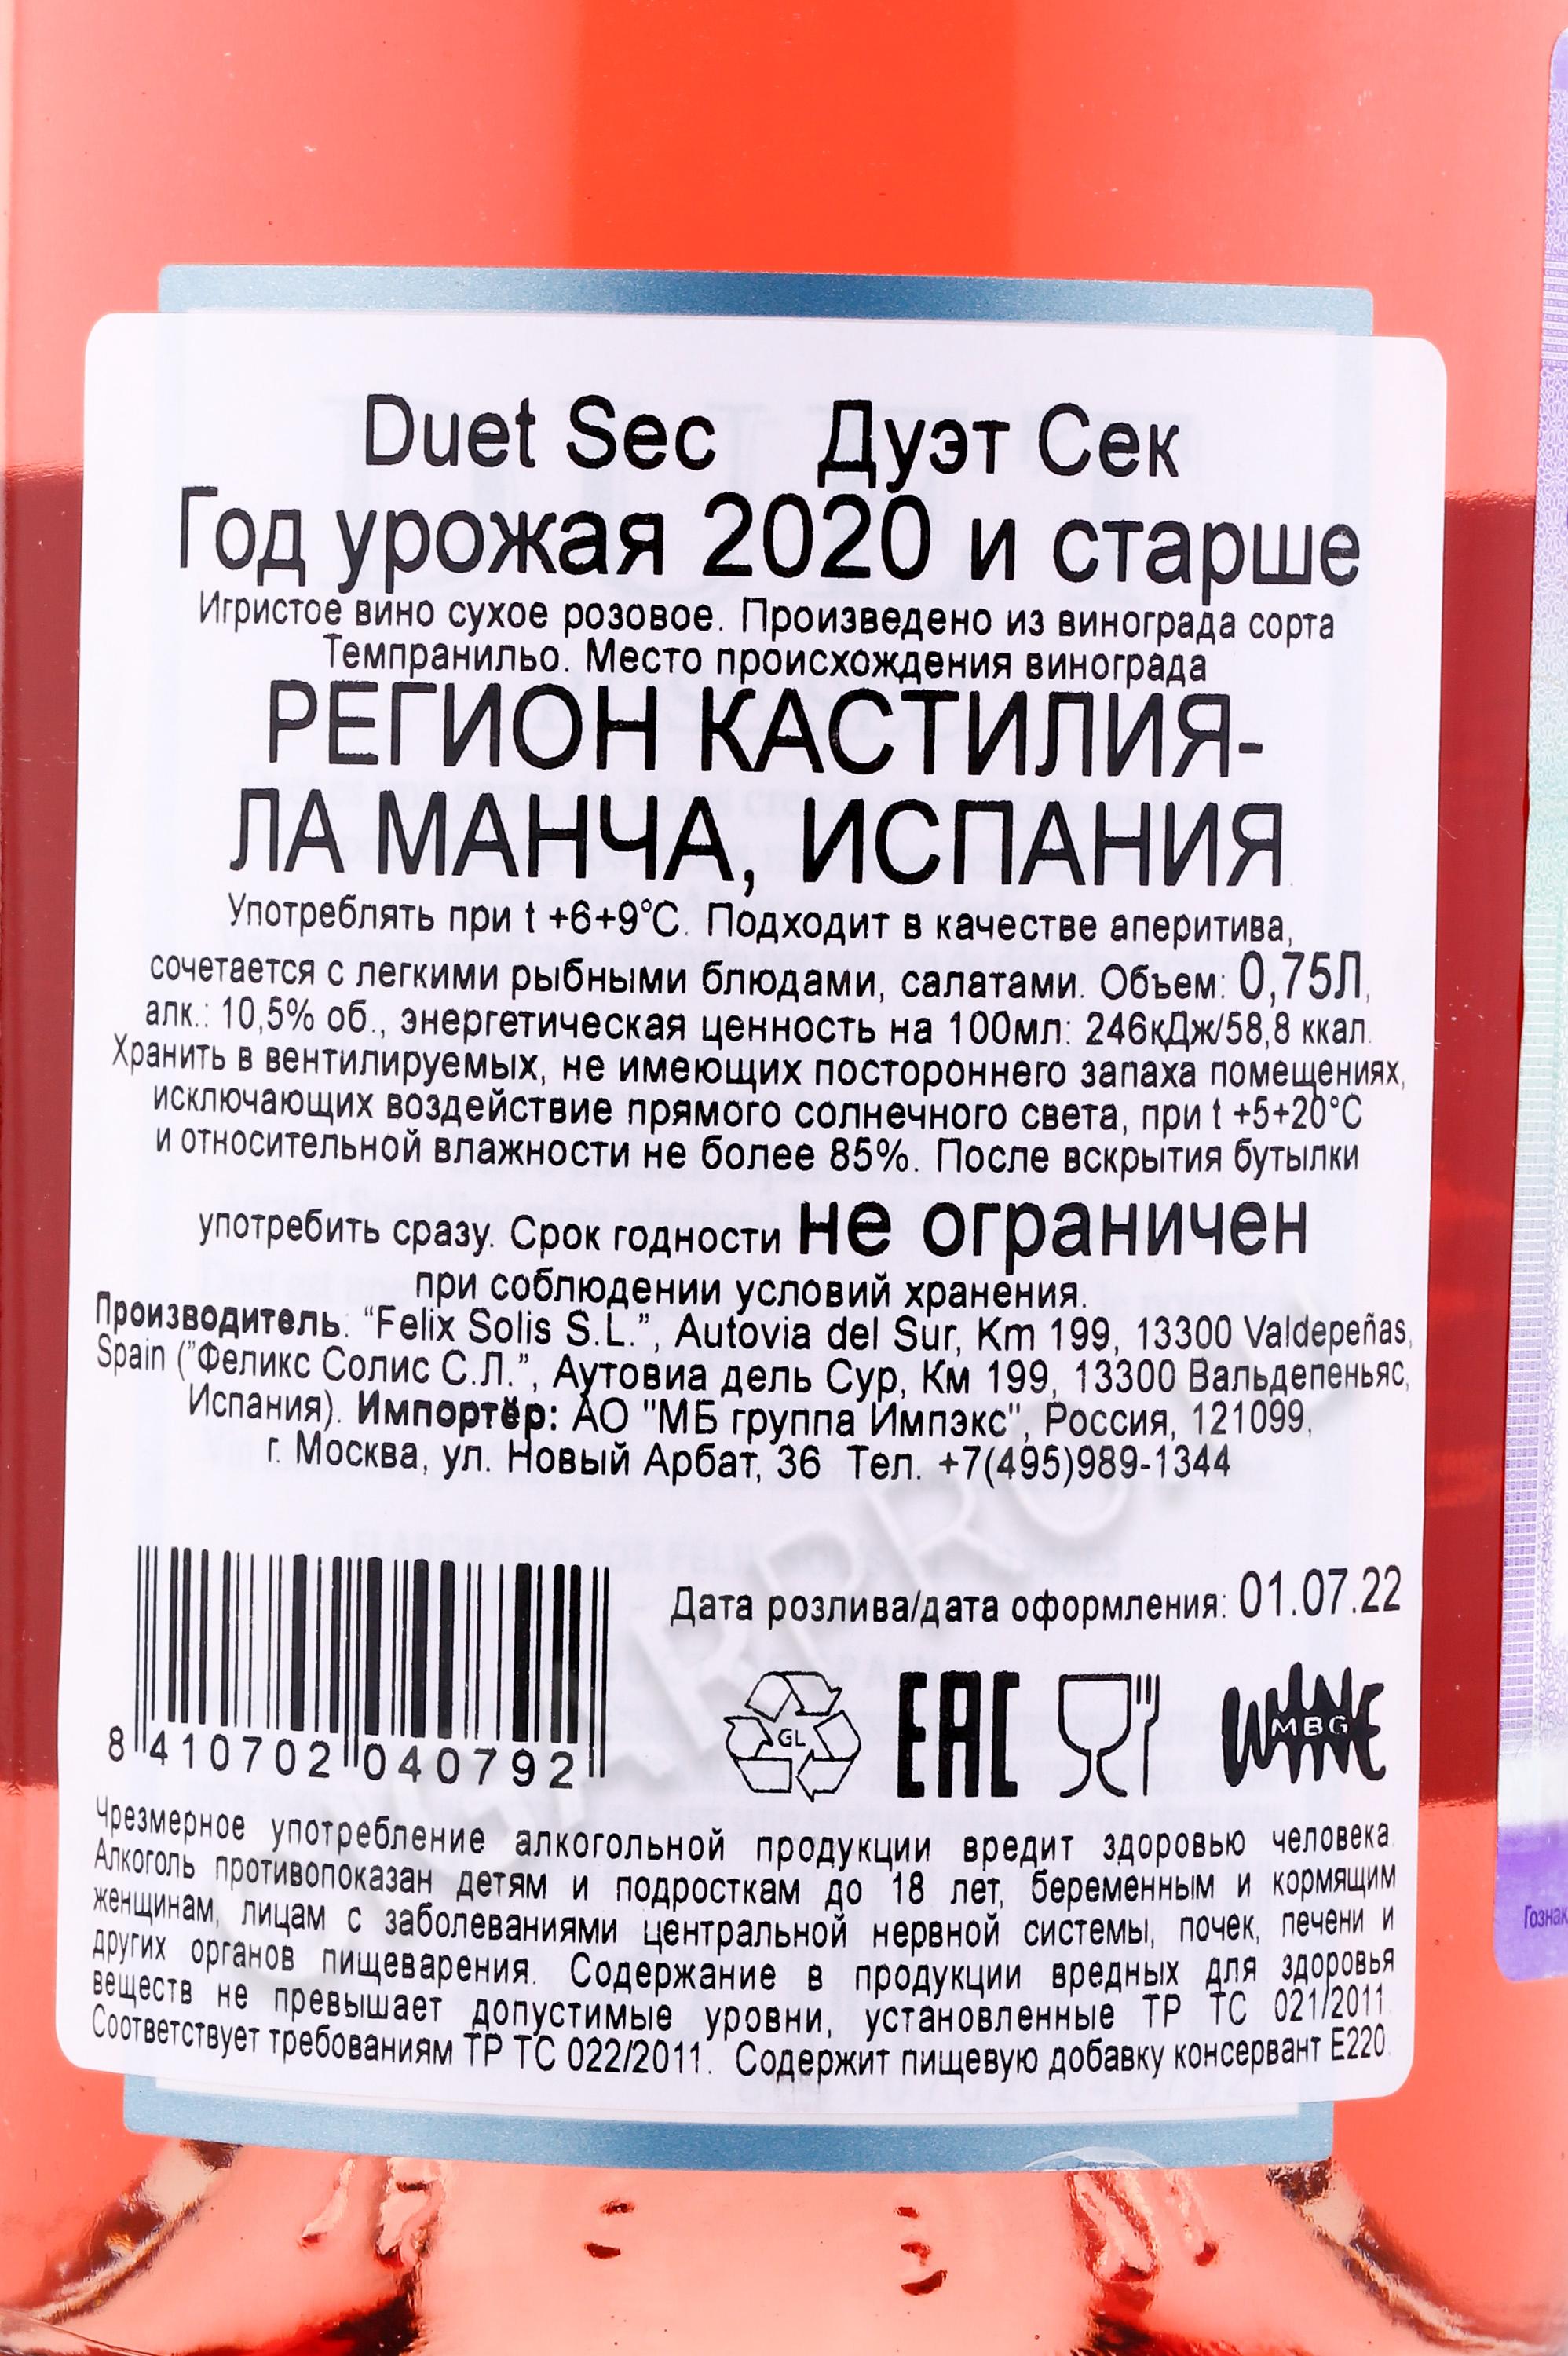 Duet Sec Дуэт Сек
Год урожая 2020 и старше
Игристое вино сухое розовое. Произведено из винограда сорта
Темпранильо. Место происхождения винограда
РЕГИОН КАСТИЛИЯ-
ЛА МАНЧА, ИСПАНИЯ.
Употреблять при t +6+9°C. Подходит в качестве аперитива,
сочетается с легкими рыбными блюдами, салатами. Объем: 0,75Л,
алк.: 10,5% об., энергетическая ценность на 100мл: 246кДж/58,8 ккал.
Хранить в вентилируемых, не имеющих постороннего запаха помещениях,
исключающих воздействие прямого солнечного света, при t +5+20°C
и относительной влажности не более 85%. После вскрытия бутылки
употребить сразу. Срок годности не ограничен
при соблюдении условий хранения.
Производитель: “Felix Solis S.L.”, Autovia del Sur, Km 199, 13300 Valdepeñas,
Spain ("Феликс Солис С.Л.”, Аутовиа дель Сур, Км 199, 13300 Вальдепеньяс,
Испания). Импортёр: АО "МБ группа Импэкс", Россия, 121099,
г. Москва, ул. Новый Арбат, 36 Тел. +7(495)989-1344
Дата розлива/дата оформления: 01.07.22
GL EAC WINE MBG
8 410702 040792
Чрезмерное употребление алкогольной продукции вредит здоровью человека.
Алкоголь противопоказан детям и подросткам до 18 лет, беременным и кормящим
женщинам, лицам с заболеваниями центральной нервной системы, почек, печени и
других органов пищеварения. Содержание в продукции вредных для здоровья
веществ не превышает допустимые уровни, установленные ТР ТС 021/2011.
Соответствует требованиям ТР ТС 022/2011. Содержит пищевую добавку консервант Е220.